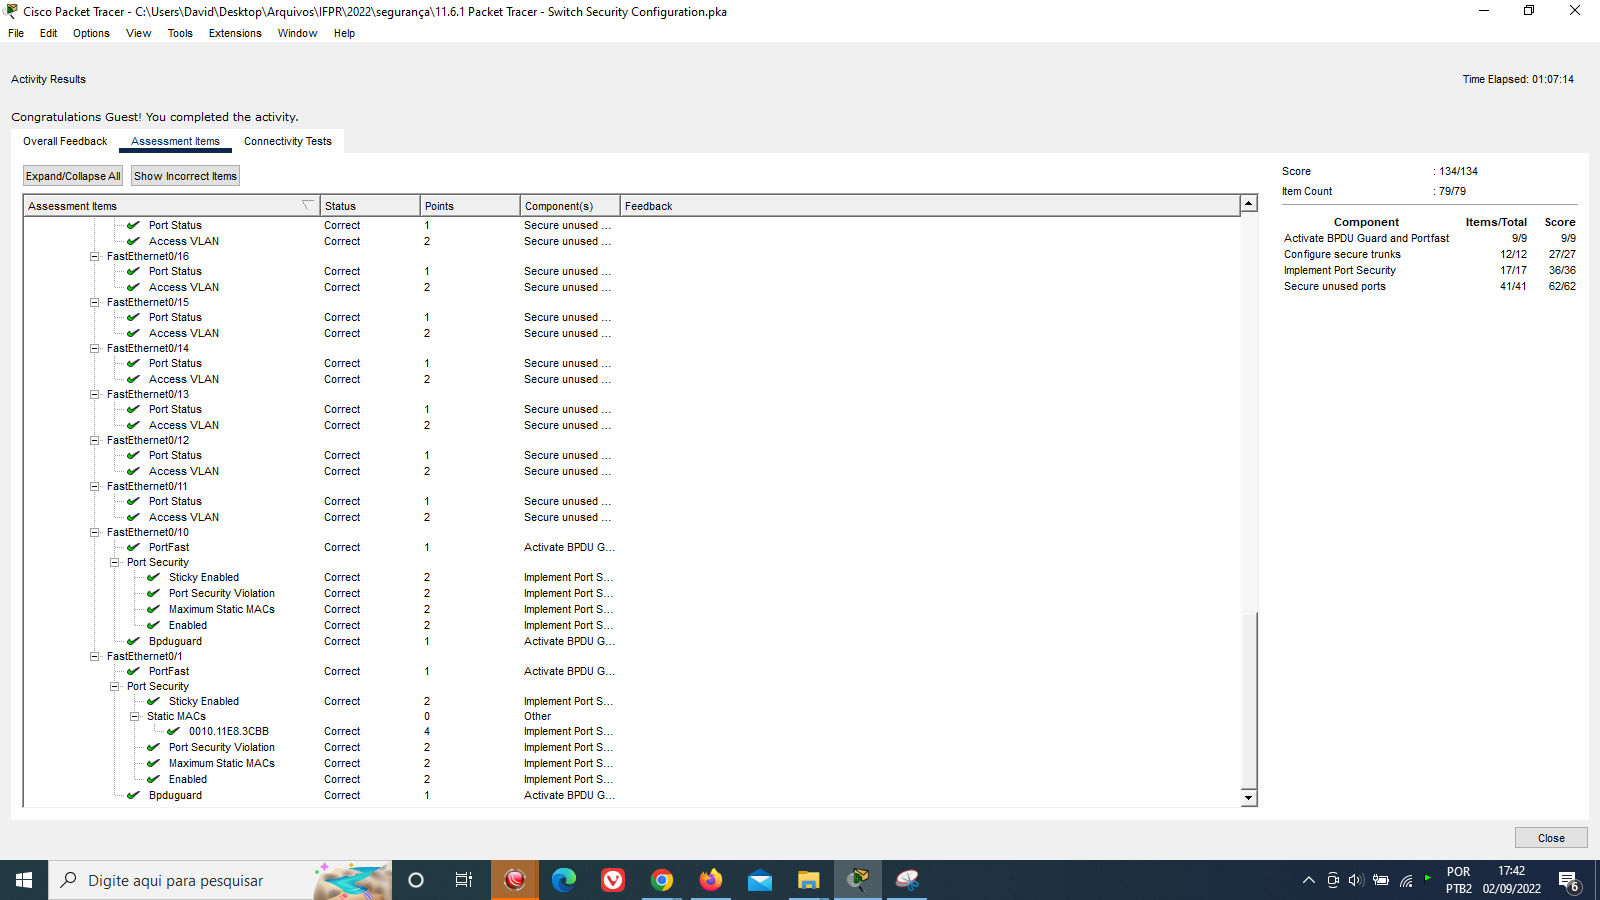 Cisco Packet Tracer - C:\Users\David\Desktop\Arquivos\IFPR\2022\segurança\11.6.1 Packet Tracer - Switch Security Configuration.pka
File Edit Options View Tools Extensions Window Help
Activity Results Time Elapsed: 01:07:14
Congratulations Guest! You completed the activity.
Overall Feedback Assessment Items Connectivity Tests
Expand/Collapse All Show Incorrect Items
Score : 134/134
Item Count : 79/79
Component Items/Total Score
Activate BPDU Guard and Portfast 9/9 9/9
Configure secure trunks 12/12 27/27
Implement Port Security 17/17 36/36
Secure unused ports 41/41 62/62
Assessment Items Status Points Component(s) Feedback
Port Status Correct 1 Secure unused ...
Access VLAN Correct 2 Secure unused ...
FastEthernet0/16
Port Status Correct 1 Secure unused ...
Access VLAN Correct 2 Secure unused ...
FastEthernet0/15
Port Status Correct 1 Secure unused ...
Access VLAN Correct 2 Secure unused ...
FastEthernet0/14
Port Status Correct 1 Secure unused ...
Access VLAN Correct 2 Secure unused ...
FastEthernet0/13
Port Status Correct 1 Secure unused ...
Access VLAN Correct 2 Secure unused ...
FastEthernet0/12
Port Status Correct 1 Secure unused ...
Access VLAN Correct 2 Secure unused ...
FastEthernet0/11
Port Status Correct 1 Secure unused ...
Access VLAN Correct 2 Secure unused ...
FastEthernet0/10
PortFast Correct 1 Activate BPDU G...
Port Security
Sticky Enabled Correct 2 Implement Port S...
Port Security Violation Correct 2 Implement Port S...
Maximum Static MACs Correct 2 Implement Port S...
Enabled Correct 2 Implement Port S...
Bpduguard Correct 1 Activate BPDU G...
FastEthernet0/1
PortFast Correct 1 Activate BPDU G...
Port Security
Sticky Enabled Correct 2 Implement Port S...
Static MACs 0 Other
0010.11E8.3CBB Correct 4 Implement Port S...
Port Security Violation Correct 2 Implement Port S...
Maximum Static MACs Correct 2 Implement Port S...
Enabled Correct 2 Implement Port S...
Bpduguard Correct 1 Activate BPDU G...
Close
Digite aqui para pesquisar
POR 17:42
PTB2 02/09/2022 6